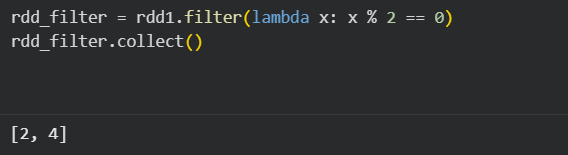 rdd_filter = rdd1.filter(lambda x: x % 2 == 0)
rdd_filter.collect()
[2, 4]